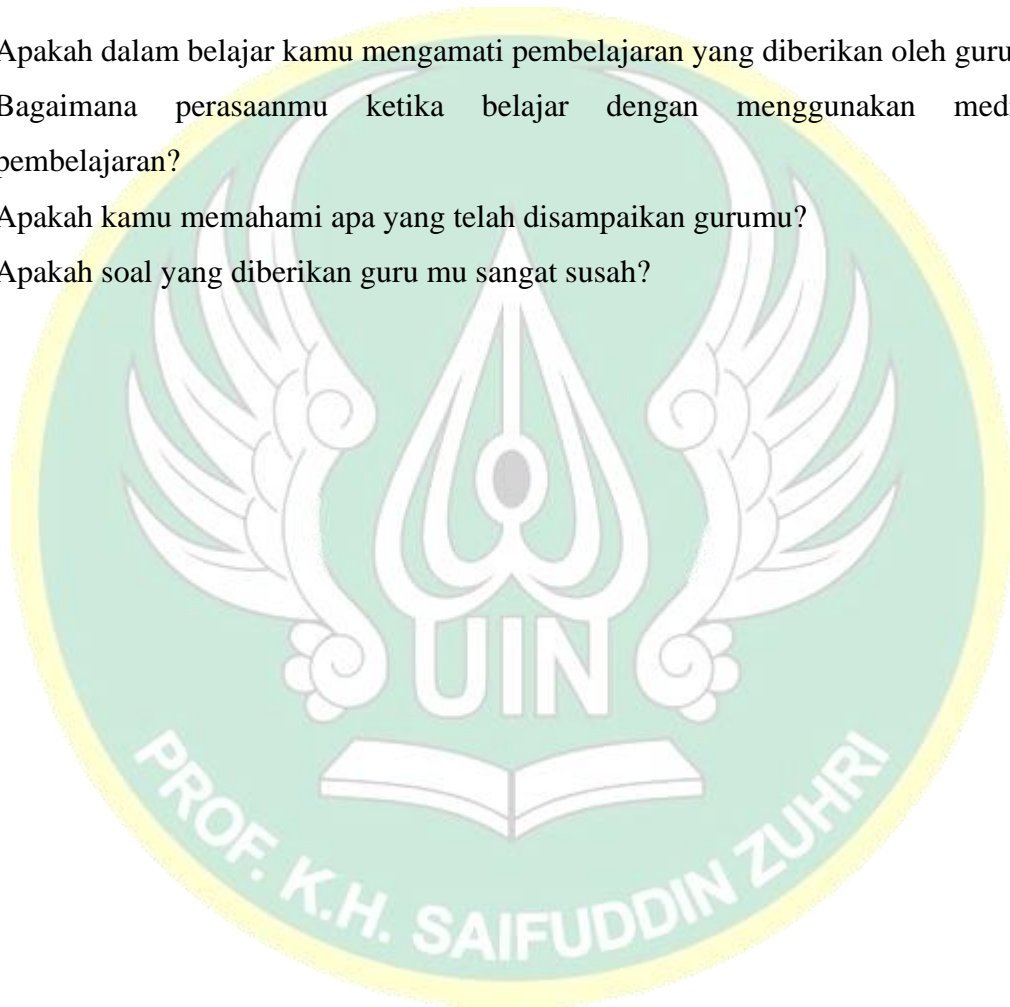 Apakah dalam belajar kamu mengamati pembelajaran yang diberikan oleh guru
Bagaimana perasaanmu ketika belajar dengan menggunakan
pembelajaran?
Apakah kamu memahami apa yang telah disampaikan gurumu?
Apakah soal yang diberikan guru mu sangat susah?
UIN
PROF. K.H. SAIFUDDIN ZUHRI